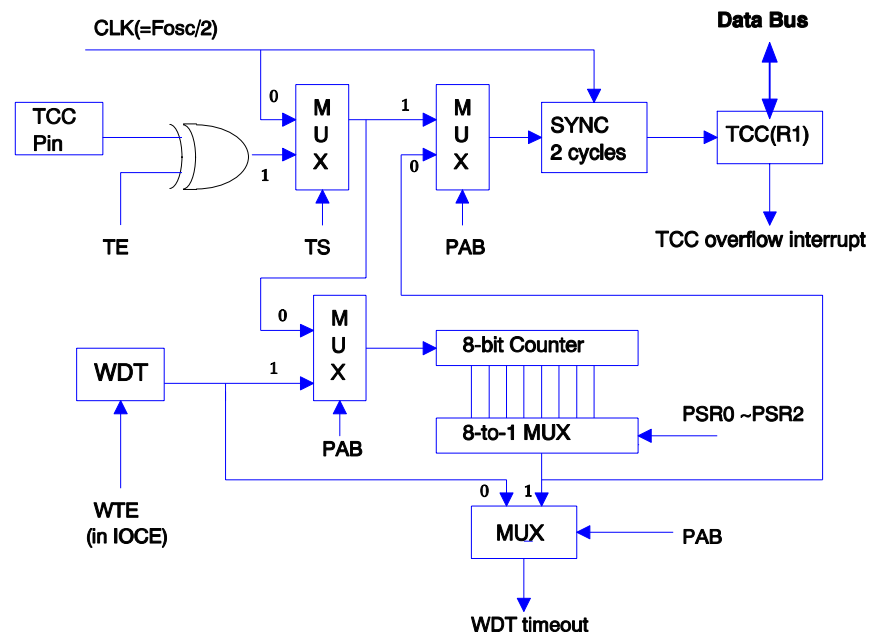 CLK(=Fosc/2)
Data Bus
TCC
Pin
0
1
M
U
X
1
0
M
U
X
SYNC
2 cycles
TCC(R1)
TE
TS
PAB
TCC overflow interrupt
0
1
M
U
X
8-bit Counter
WDT
8-to-1 MUX
PSR0 ~PSR2
PAB
WTE
(in IOCE)
0
1
MUX
PAB
WDT timeout